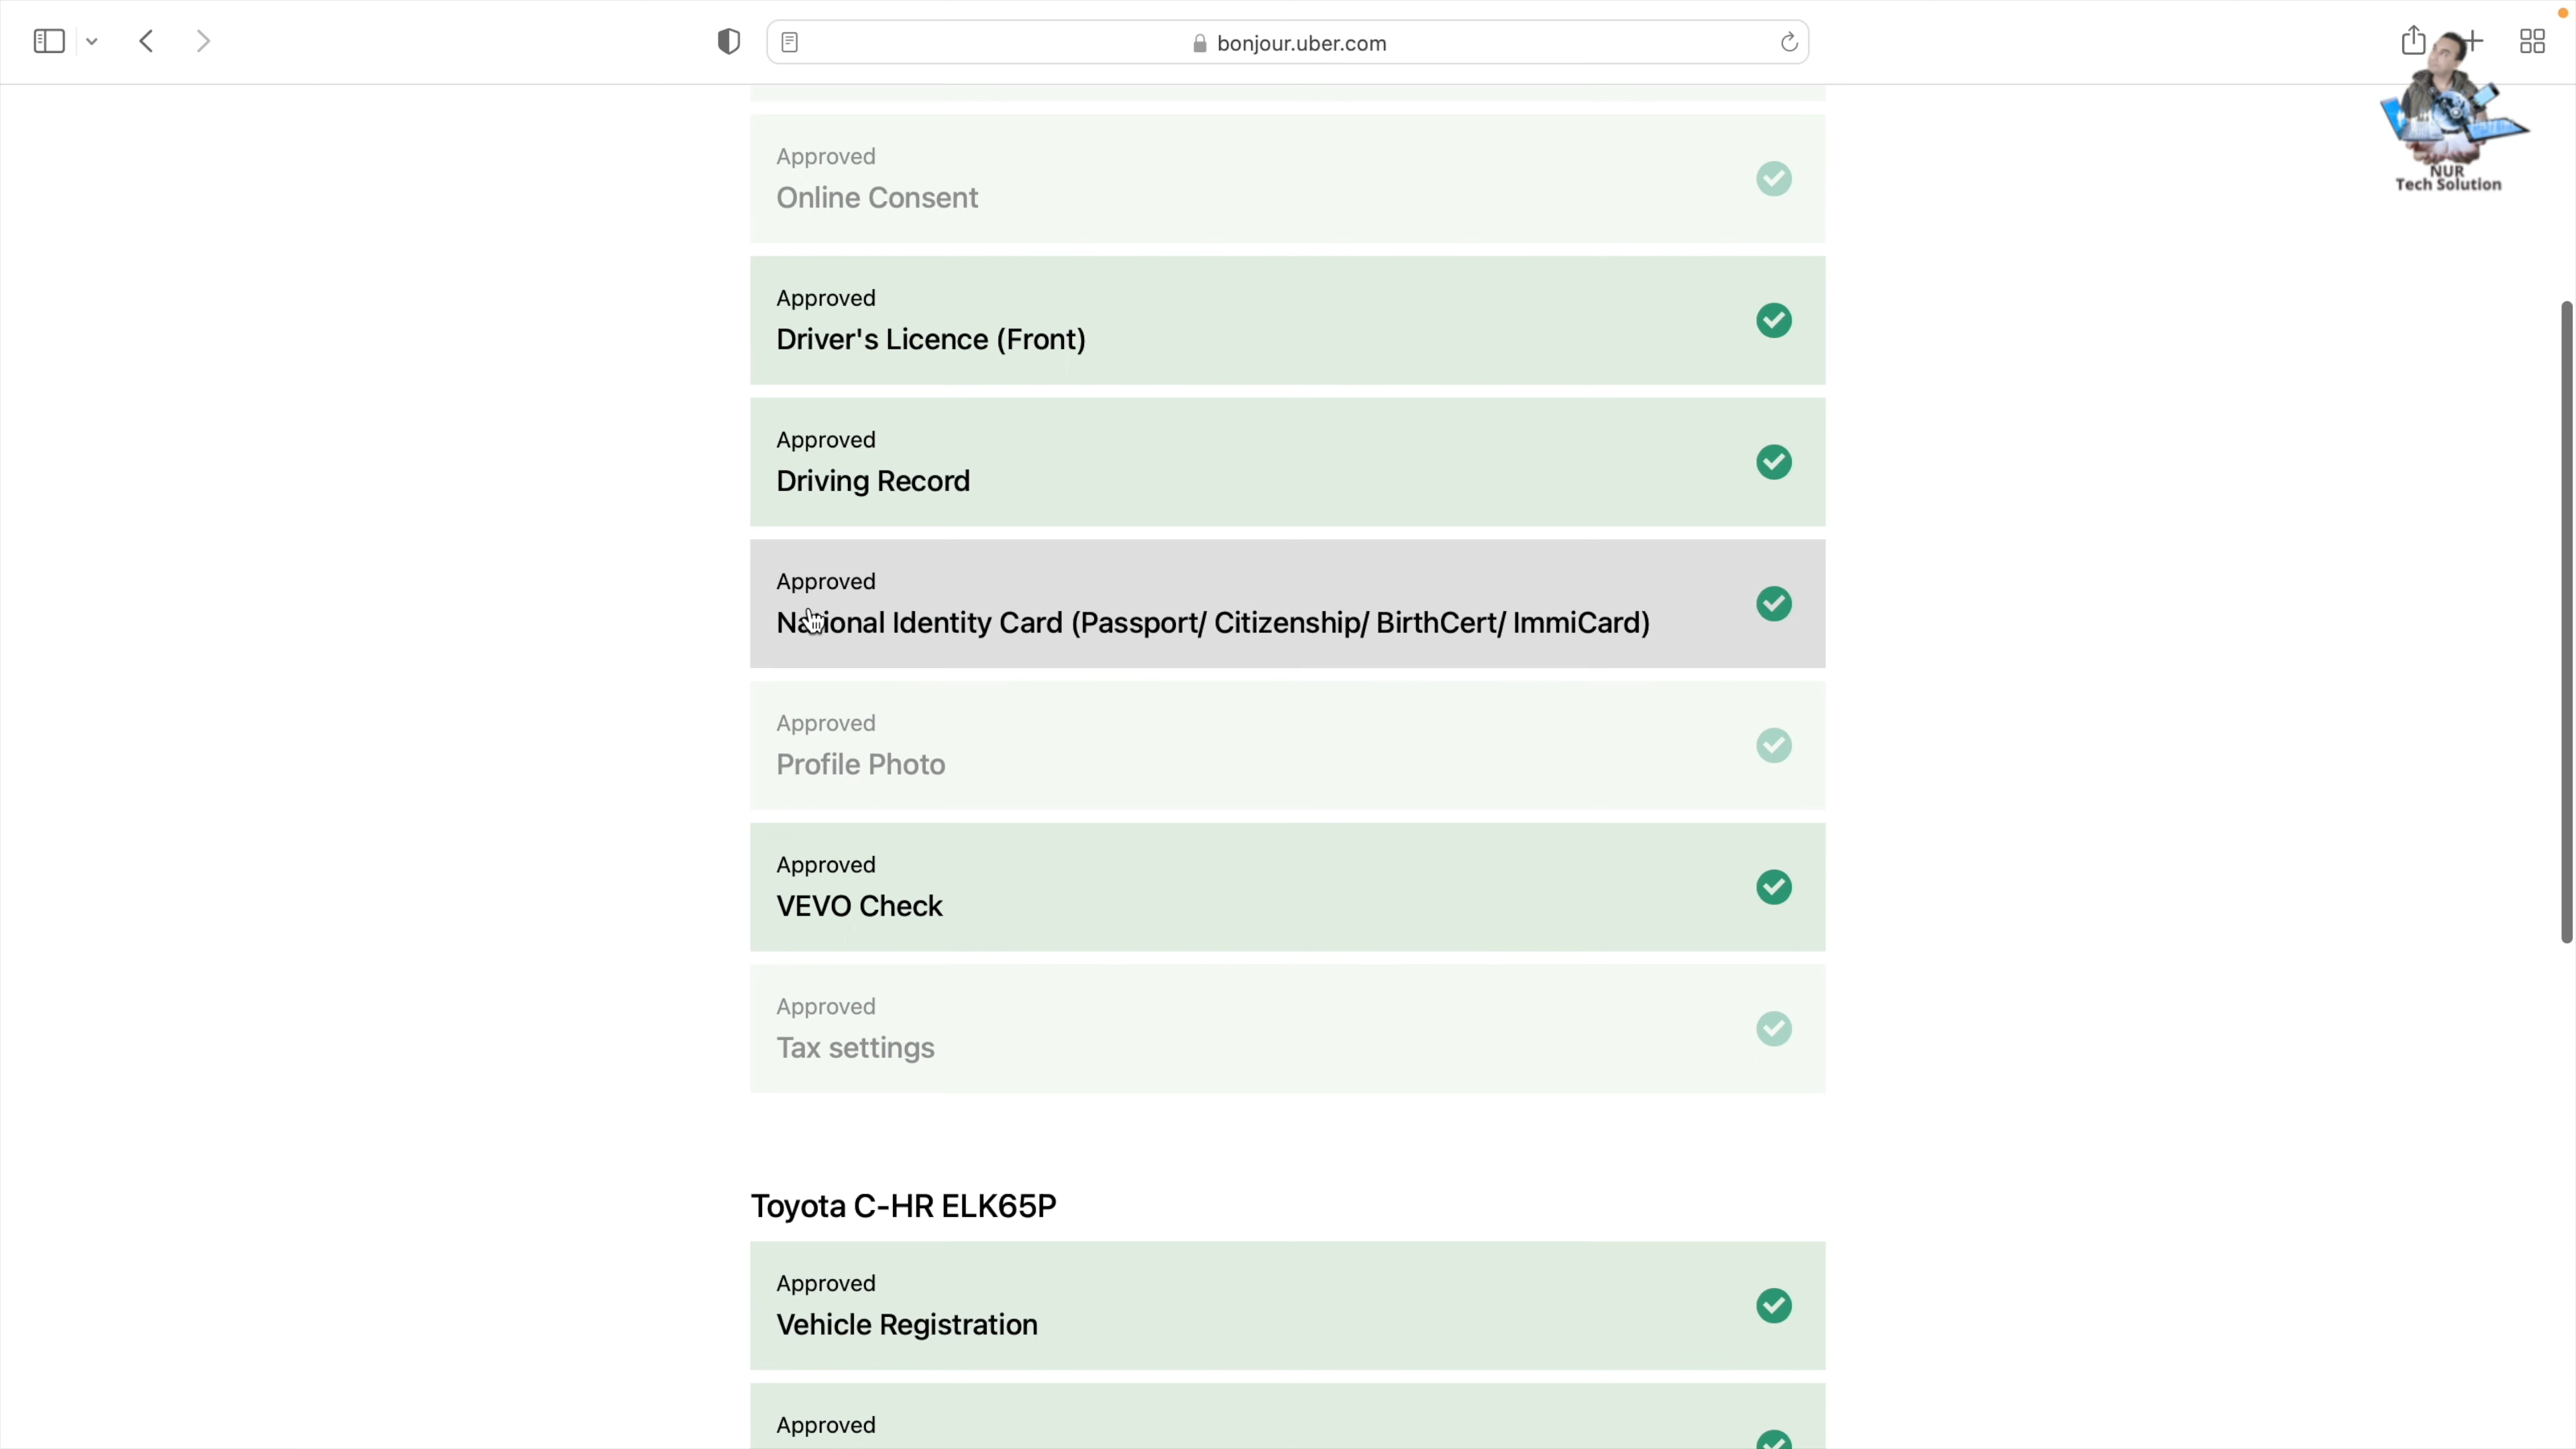 bonjour.uber.com
NUR
Tech Solution
Approved
Online Consent
Approved
Driver's Licence (Front)
Approved
Driving Record
Approved
National Identity Card (Passport/ Citizenship/ BirthCert/ ImmiCard)
Approved
Profile Photo
Approved
VEVO Check
Approved
Tax settings
Toyota C-HR ELK65P
Approved
Vehicle Registration
Approved